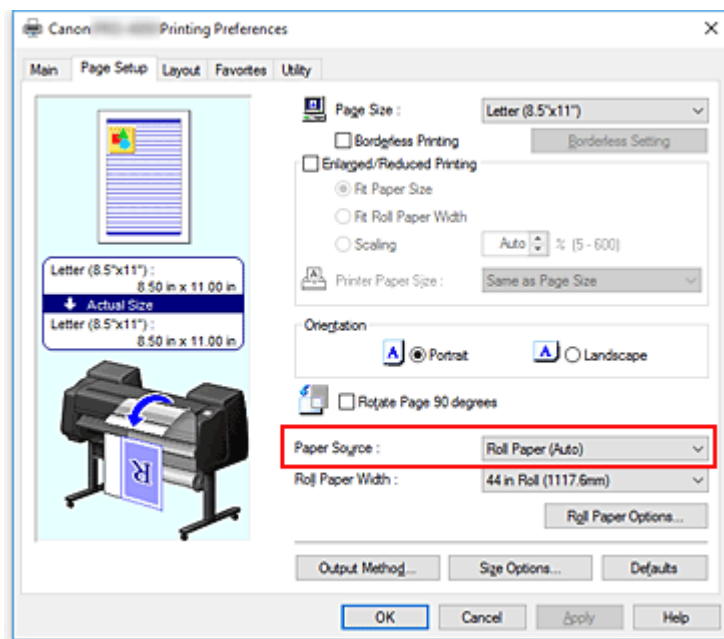 Canon Printing Preferences
Main Page Setup Layout Favorites Utility
Page Size : Letter (8.5"x11")
Borderless Printing Borderless Setting
Enlarged/Reduced Printing
Fit Paper Size
Fit Roll Paper Width
Scaling Auto % (5 - 600)
Printer Paper Size : Same as Page Size
Letter (8.5"x11") :
8.50 in x 11.00 in
Actual Size
Letter (8.5"x11") :
8.50 in x 11.00 in
Orientation
A Portrait A Landscape
Rotate Page 90 degrees
Paper Source : Roll Paper (Auto)
Roll Paper Width : 44 in Roll (1117.6mm)
Roll Paper Options...
R
Output Method... Size Options... Defaults
OK Cancel Apply Help